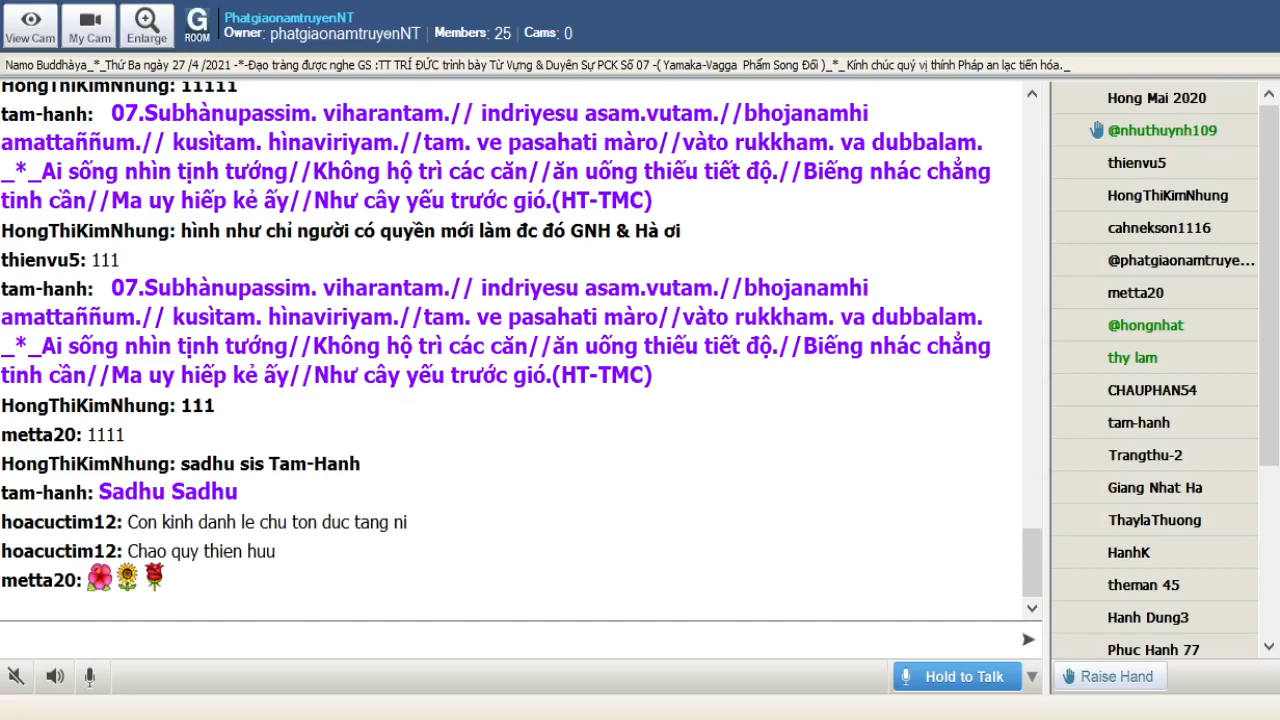 View Cam
My Cam
Enlarge
G
ROOM
PhatgiaonamtruyenNT
Owner: phatgiaonamtruyenNT | Members: 25 | Cams: 0
Namo Buddhàya_*_Thứ Ba ngày 27 /4 /2021 -*-Đạo tràng được nghe GS :TT TRÍ ĐỨC trình bày Từ Vựng & Duyên Sự PCK Số 07 -( Yamaka-Vagga Phẩm Song Đối )_*_ Kính chúc quý vị thính Pháp an lạc tiến hóa._
HongThiKimNhung: 11111
tam-hanh: 07.Subhànupassim. viharantam.// indriyesu asam.vutam.//bhojanamhi
amattaññum.// kusìtam. hìnaviriyam.//tam. ve pasahati màro//vàto rukkham. va dubbalam.
_*_Ai sống nhìn tịnh tướng//Không hộ trì các căn//ăn uống thiếu tiết độ.//Biếng nhác chẳng
tinh cần//Ma uy hiếp kẻ ấy//Như cây yếu trước gió.(HT-TMC)
HongThiKimNhung: hình như chỉ người có quyền mới làm đc đó GNH & Hà ơi
thienvu5: 111
tam-hanh: 07.Subhànupassim. viharantam.// indriyesu asam.vutam.//bhojanamhi
amattaññum.// kusìtam. hìnaviriyam.//tam. ve pasahati màro//vàto rukkham. va dubbalam.
_*_Ai sống nhìn tịnh tướng//Không hộ trì các căn//ăn uống thiếu tiết độ.//Biếng nhác chẳng
tinh cần//Ma uy hiếp kẻ ấy//Như cây yếu trước gió.(HT-TMC)
HongThiKimNhung: 111
metta20: 1111
HongThiKimNhung: sadhu sis Tam-Hanh
tam-hanh: Sadhu Sadhu
hoacuctim12: Con kinh danh le chu ton duc tang ni
hoacuctim12: Chao quy thien huu
metta20:
Hold to Talk
Hong Mai 2020
@nhuthuynh109
thienvu5
HongThiKimNhung
cahnekson1116
@phatgiaonamtruye...
metta20
@hongnhat
thy lam
CHAUPHAN54
tam-hanh
Trangthu-2
Giang Nhat Ha
ThaylaThuong
HanhK
theman 45
Hanh Dung3
Phuc Hanh 77
Raise Hand